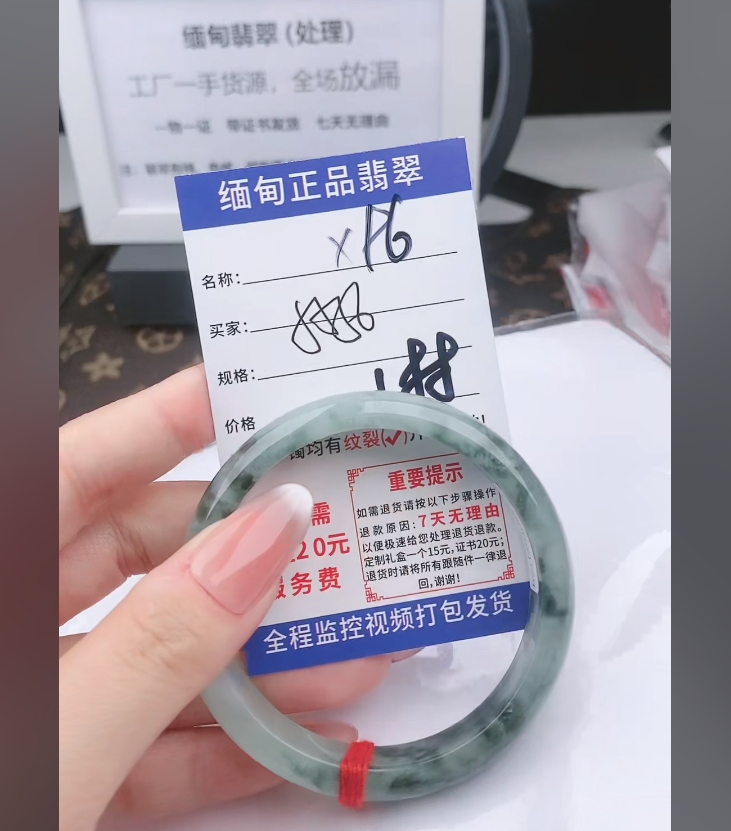 缅甸翡翠(处理)
工厂一手货源，全场放漏
一物一证 带证书发货 七天无理由
缅甸正品翡翠
名称:
买家:
规格:
价格
镯均有纹裂(✓)
重要提示
如需退货请按以下步骤操作
退款原因:7天无理由
以便极速给您处理退货退款。
定制礼盒一个15元,证书20元;
退货时请将所有跟随件一律退
回,谢谢!
需
20元
服务费
全程监控视频打包发货